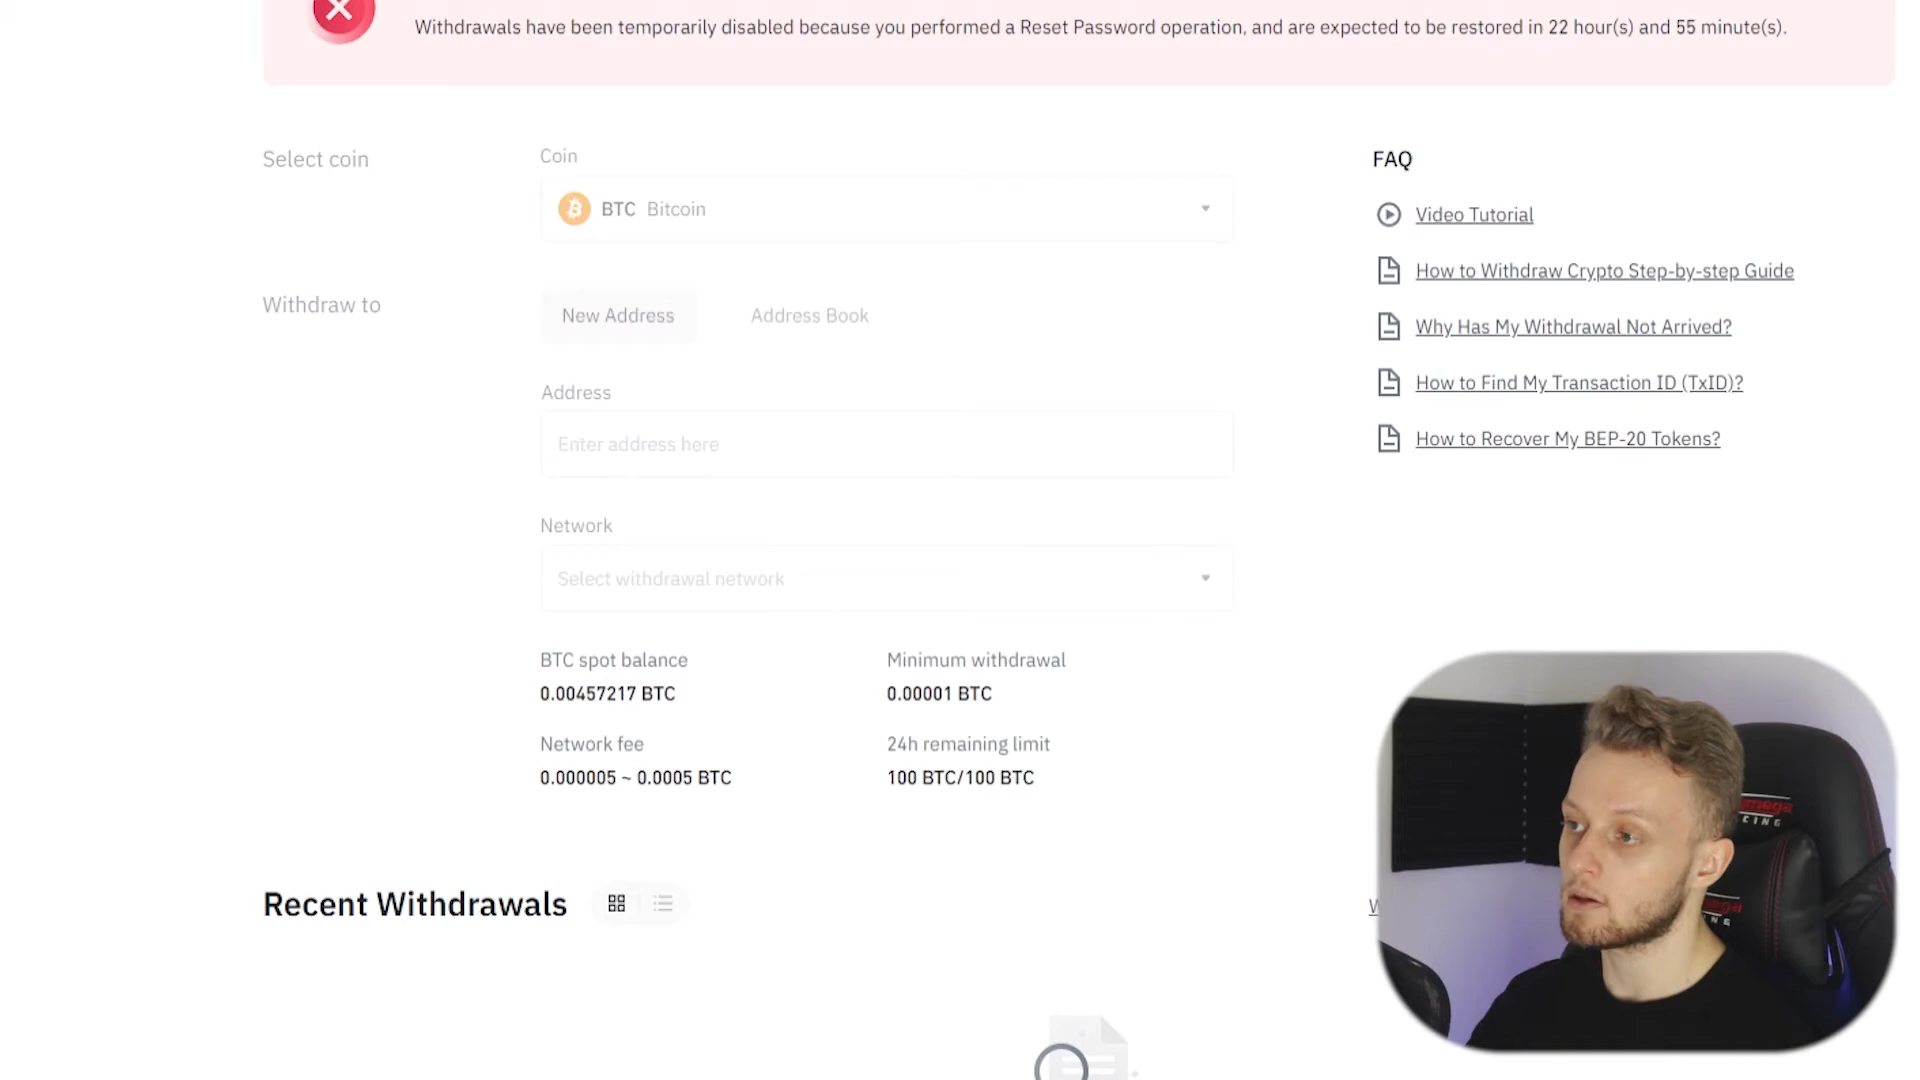 Withdrawals have been temporarily disabled because you performed a Reset Password operation, and are expected to be restored in 22 hour(s) and 55 minute(s).
Select coin
Coin
BTC Bitcoin
Withdraw to
New Address
Address Book
Address
Enter address here
Network
Select withdrawal network
BTC spot balance
0.00457217 BTC
Minimum withdrawal
0.00001 BTC
Network fee
0.000005 ~ 0.0005 BTC
24h remaining limit
100 BTC/100 BTC
FAQ
Video Tutorial
How to Withdraw Crypto Step-by-step Guide
Why Has My Withdrawal Not Arrived?
How to Find My Transaction ID (TxID)?
How to Recover My BEP-20 Tokens?
Recent Withdrawals